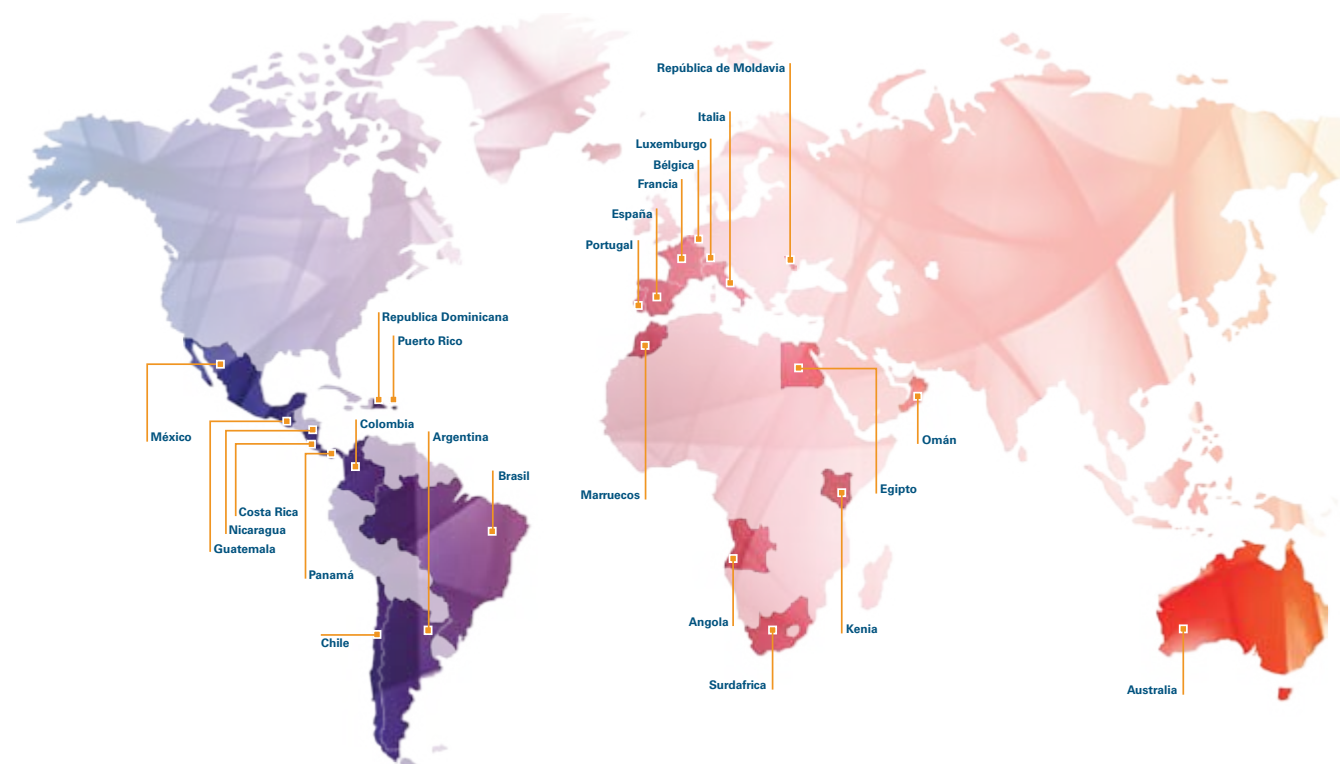 República de Moldavia
Italia
Luxemburgo
Bélgica
Francia
España
Portugal
Republica Dominicana
Puerto Rico
México
Colombia
Argentina
Brasil
Costa Rica
Nicaragua
Guatemala
Panamá
Chile
Marruecos
Omán
Egipto
Angola
Kenia
Surdafrica
Australia